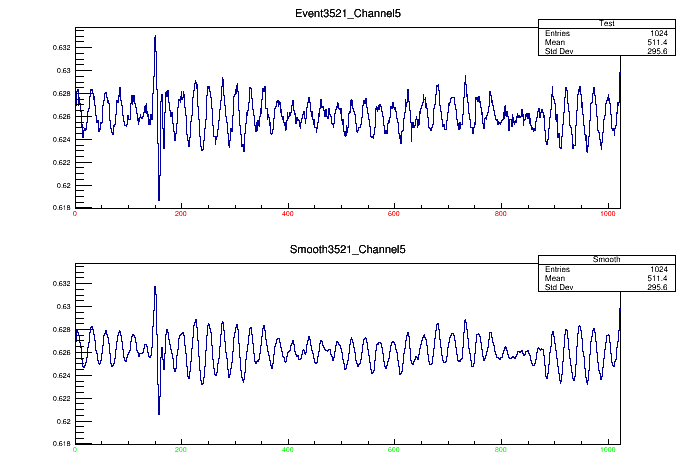 Event3521_Channel5
Test
Entries 1024
Mean 511.4
Std Dev 295.6
0.632
0.63
0.628
0.626
0.624
0.622
0.62
0.618
0 200 400 600 800 1000
Smooth3521_Channel5
Smooth
Entries 1024
Mean 511.4
Std Dev 295.6
0.632
0.63
0.628
0.626
0.624
0.622
0.62
0.618
0 200 400 600 800 1000